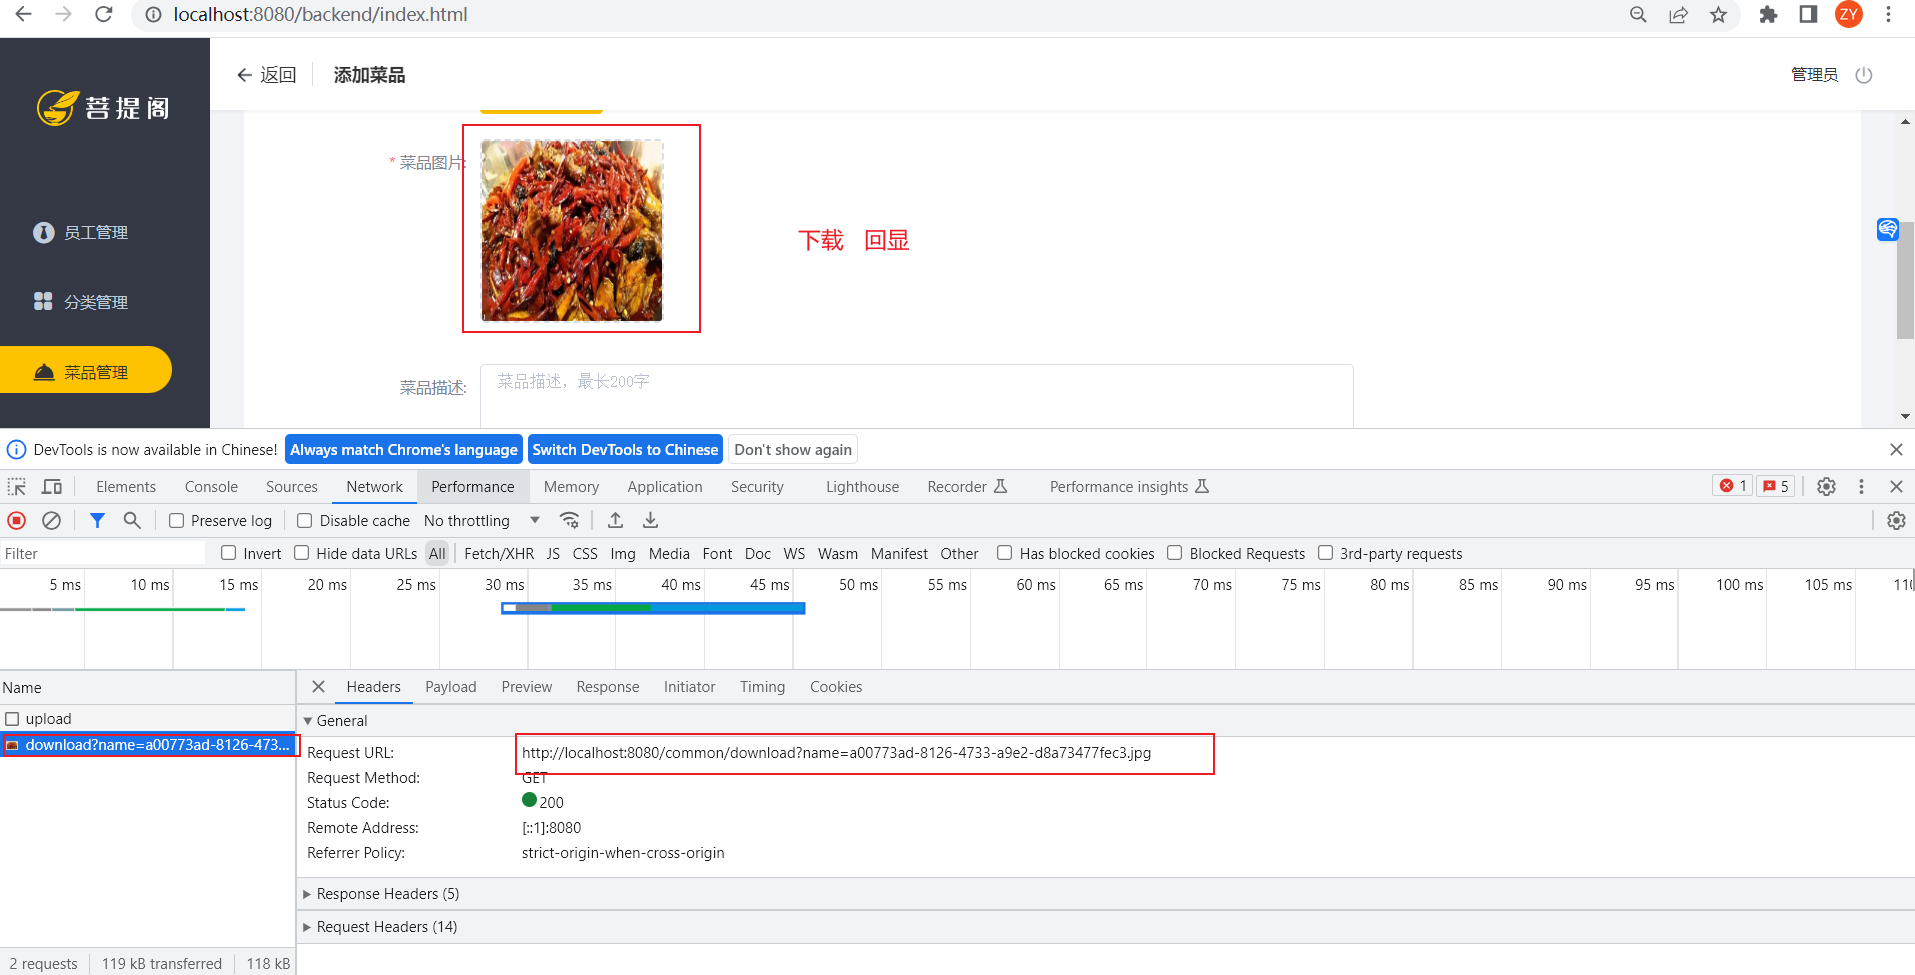 localhost:8080/backend/index.html
ZY
菩提阁
返回
添加菜品
管理员
员工管理
分类管理
菜品管理
* 菜品图片:
下载 回显
菜品描述:
菜品描述，最长200字
DevTools is now available in Chinese!
Always match Chrome's language
Switch DevTools to Chinese
Don't show again
Elements Console Sources Network Performance Memory Application Security Lighthouse Recorder Performance insights 1 5
Preserve log Disable cache No throttling
Filter Invert Hide data URLs All Fetch/XHR JS CSS Img Media Font Doc WS Wasm Manifest Other Has blocked cookies Blocked Requests 3rd-party requests
5 ms 10 ms 15 ms 20 ms 25 ms 30 ms 35 ms 40 ms 45 ms 50 ms 55 ms 60 ms 65 ms 70 ms 75 ms 80 ms 85 ms 90 ms 95 ms 100 ms 105 ms
Name
upload
download?name=a00773ad-8126-473...
Headers Payload Preview Response Initiator Timing Cookies
General
Request URL: http://localhost:8080/common/download?name=a00773ad-8126-4733-a9e2-d8a73477fec3.jpg
Request Method: GET
Status Code: 200
Remote Address: [::1]:8080
Referrer Policy: strict-origin-when-cross-origin
Response Headers (5)
Request Headers (14)
2 requests 119 kB transferred 118 kB